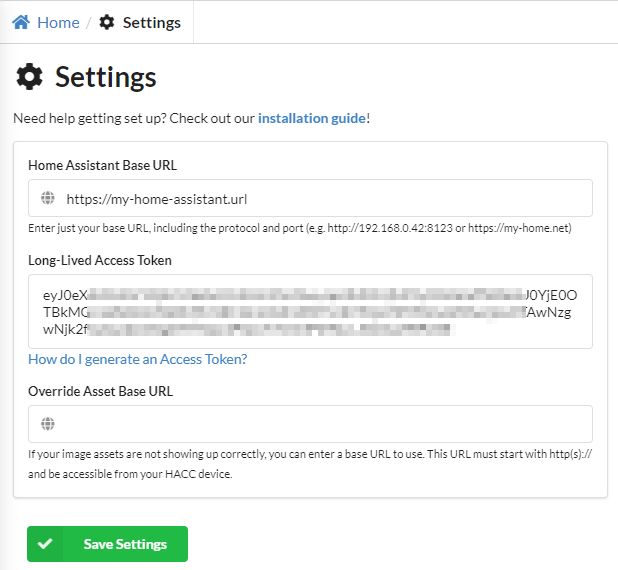 Home / Settings
Settings
Need help getting set up? Check out our installation guide!
Home Assistant Base URL
https://my-home-assistant.url
Enter just your base URL, including the protocol and port (e.g. http://192.168.0.42:8123 or https://my-home.net)
Long-Lived Access Token
eyJ0eX J0YjE0O
TBkMG fAwNzg
wNjk2f
How do I generate an Access Token?
Override Asset Base URL
If your image assets are not showing up correctly, you can enter a base URL to use. This URL must start with http(s)://
and be accessible from your HACC device.
Save Settings